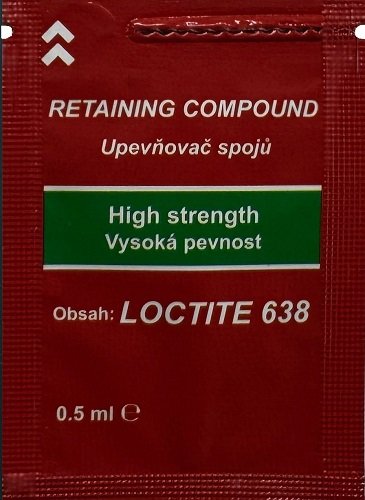 RETAINING COMPOUND
Upevňovač spojů
High strength
Vysoká pevnost
Obsah: LOCTITE 638
0.5 ml ℮